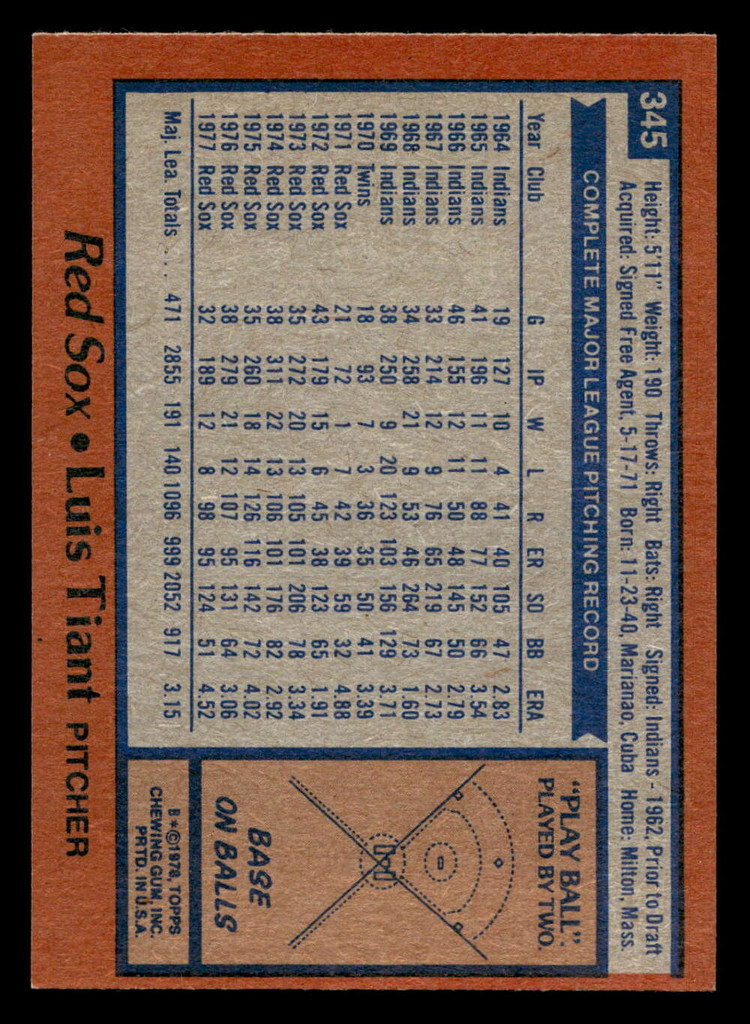 345
Height: 5'11" Weight: 190 Throws: Right Bats: Right Signed: Indians - 1962, Prior to Draft
Acquired: Signed Free Agent, 5-17-71 Born: 11-23-40, Marianao, Cuba Home: Milton, Mass.
COMPLETE MAJOR LEAGUE PITCHING RECORD
Year Club G IP W L R ER SO BB ERA
1964 Indians 19 127 10 4 41 40 105 47 2.83
1965 Indians 41 196 11 11 88 77 152 66 3.54
1966 Indians 46 155 12 11 50 48 145 50 2.79
1967 Indians 33 214 12 9 76 65 219 67 2.73
1968 Indians 34 258 21 9 53 46 264 73 1.60
1969 Indians 38 250 9 20 123 103 156 129 3.71
1970 Twins 18 93 7 3 36 35 50 41 3.39
1971 Red Sox 21 72 1 7 42 39 59 32 4.88
1972 Red Sox 43 179 15 6 45 38 123 65 1.91
1973 Red Sox 35 272 20 13 105 101 206 78 3.34
1974 Red Sox 38 311 22 13 106 101 176 82 2.92
1975 Red Sox 35 260 18 14 126 116 142 72 4.02
1976 Red Sox 38 279 21 12 107 95 131 64 3.06
1977 Red Sox 32 189 12 8 98 95 124 51 4.52
Maj. Lea. Totals . . . 471 2855 191 140 1096 999 2052 917 3.15
"PLAY BALL"
PLAYED BY TWO
BASE
ON BALLS
B*©1978, TOPPS
CHEWING GUM, INC.
PRTD. IN U.S.A.
Red Sox • Luis Tiant PITCHER